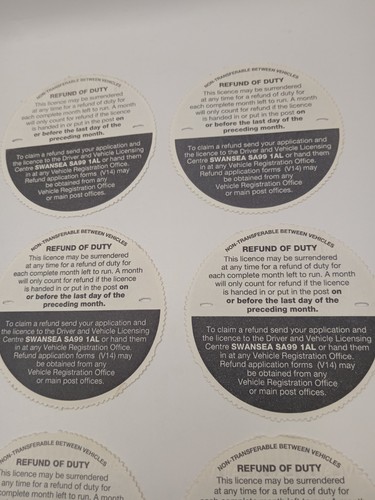 NON-TRANSFERABLE BETWEEN VEHICLES
REFUND OF DUTY
This licence may be surrendered
at any time for a refund of duty for
each complete month left to run. A month
will only count for refund if the licence
is handed in or put in the post on
or before the last day of the
preceding month.
To claim a refund send your application and
the licence to the Driver and Vehicle Licensing
Centre SWANSEA SA99 1AL or hand them
in at any Vehicle Registration Office.
Refund application forms (V14) may
be obtained from any
Vehicle Registration Office
or main post offices.
NON-TRANSFERABLE BETWEEN VEHICLES
REFUND OF DUTY
This licence may be surrendered
at any time for a refund of duty for
each complete month left to run. A month
will only count for refund if the licence
is handed in or put in the post on
or before the last day of the
preceding month.
To claim a refund send your application and
the licence to the Driver and Vehicle Licensing
Centre SWANSEA SA99 1AL or hand them
in at any Vehicle Registration Office.
Refund application forms (V14) may
be obtained from any
Vehicle Registration Office
or main post offices.
NON-TRANSFERABLE BETWEEN VEHICLES
REFUND OF DUTY
This licence may be surrendered
at any time for a refund of duty for
each complete month left to run. A month
will only count for refund if the licence
is handed in or put in the post on
or before the last day of the
preceding month.
To claim a refund send your application and
the licence to the Driver and Vehicle Licensing
Centre SWANSEA SA99 1AL or hand them
in at any Vehicle Registration Office.
Refund application forms (V14) may
be obtained from any
Vehicle Registration Office
or main post offices.
NON-TRANSFERABLE BETWEEN VEHICLES
REFUND OF DUTY
This licence may be surrendered
at any time for a refund of duty for
each complete month left to run. A month
will only count for refund if the licence
is handed in or put in the post on
or before the last day of the
preceding month.
To claim a refund send your application and
the licence to the Driver and Vehicle Licensing
Centre SWANSEA SA99 1AL or hand them
in at any Vehicle Registration Office.
Refund application forms (V14) may
be obtained from any
Vehicle Registration Office
or main post offices.
NON-TRANSFERABLE BETWEEN VEHICLES
REFUND OF DUTY
This licence may be surrendered
any time for a refund of duty for
complete month left to run. A month
NON-TRANSFERABLE BETWEEN VEHICLES
REFUND OF DUTY
This licence may be surrendered
at any time for a refund of duty for